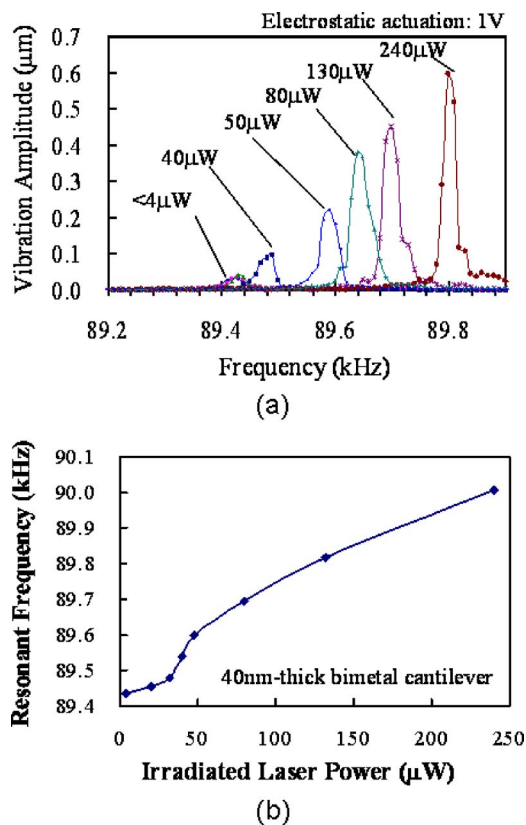 Electrostatic actuation: 1V
Vibration Amplitude (μm)
0.7
0.6
0.5
0.4
0.3
0.2
0.1
0.0
<4μW
40μW
50μW
80μW
130μW
240μW
89.2 89.4 89.6 89.8
Frequency (kHz)
(a)
Resonant Frequency (kHz)
90.1
90.0
89.9
89.8
89.7
89.6
89.5
89.4
40nm-thick bimetal cantilever
0 50 100 150 200 250
Irradiated Laser Power (μW)
(b)